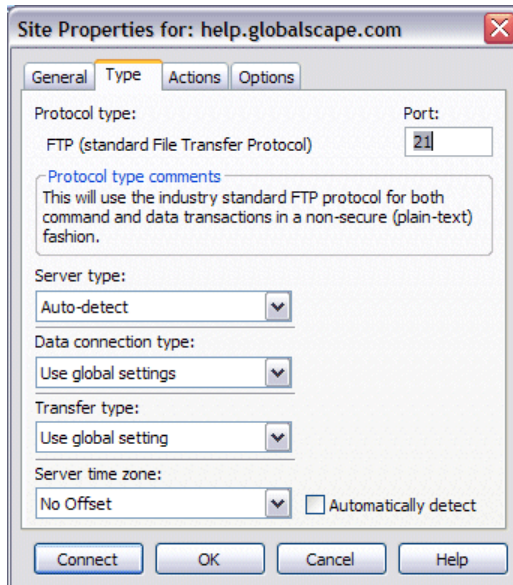 Site Properties for: help.globalscape.com
General Type Actions Options
Protocol type: Port:
FTP (standard File Transfer Protocol) 21
Protocol type comments
This will use the industry standard FTP protocol for both
command and data transactions in a non-secure (plain-text)
fashion.
Server type:
Auto-detect
Data connection type:
Use global settings
Transfer type:
Use global setting
Server time zone:
No Offset Automatically detect
Connect OK Cancel Help